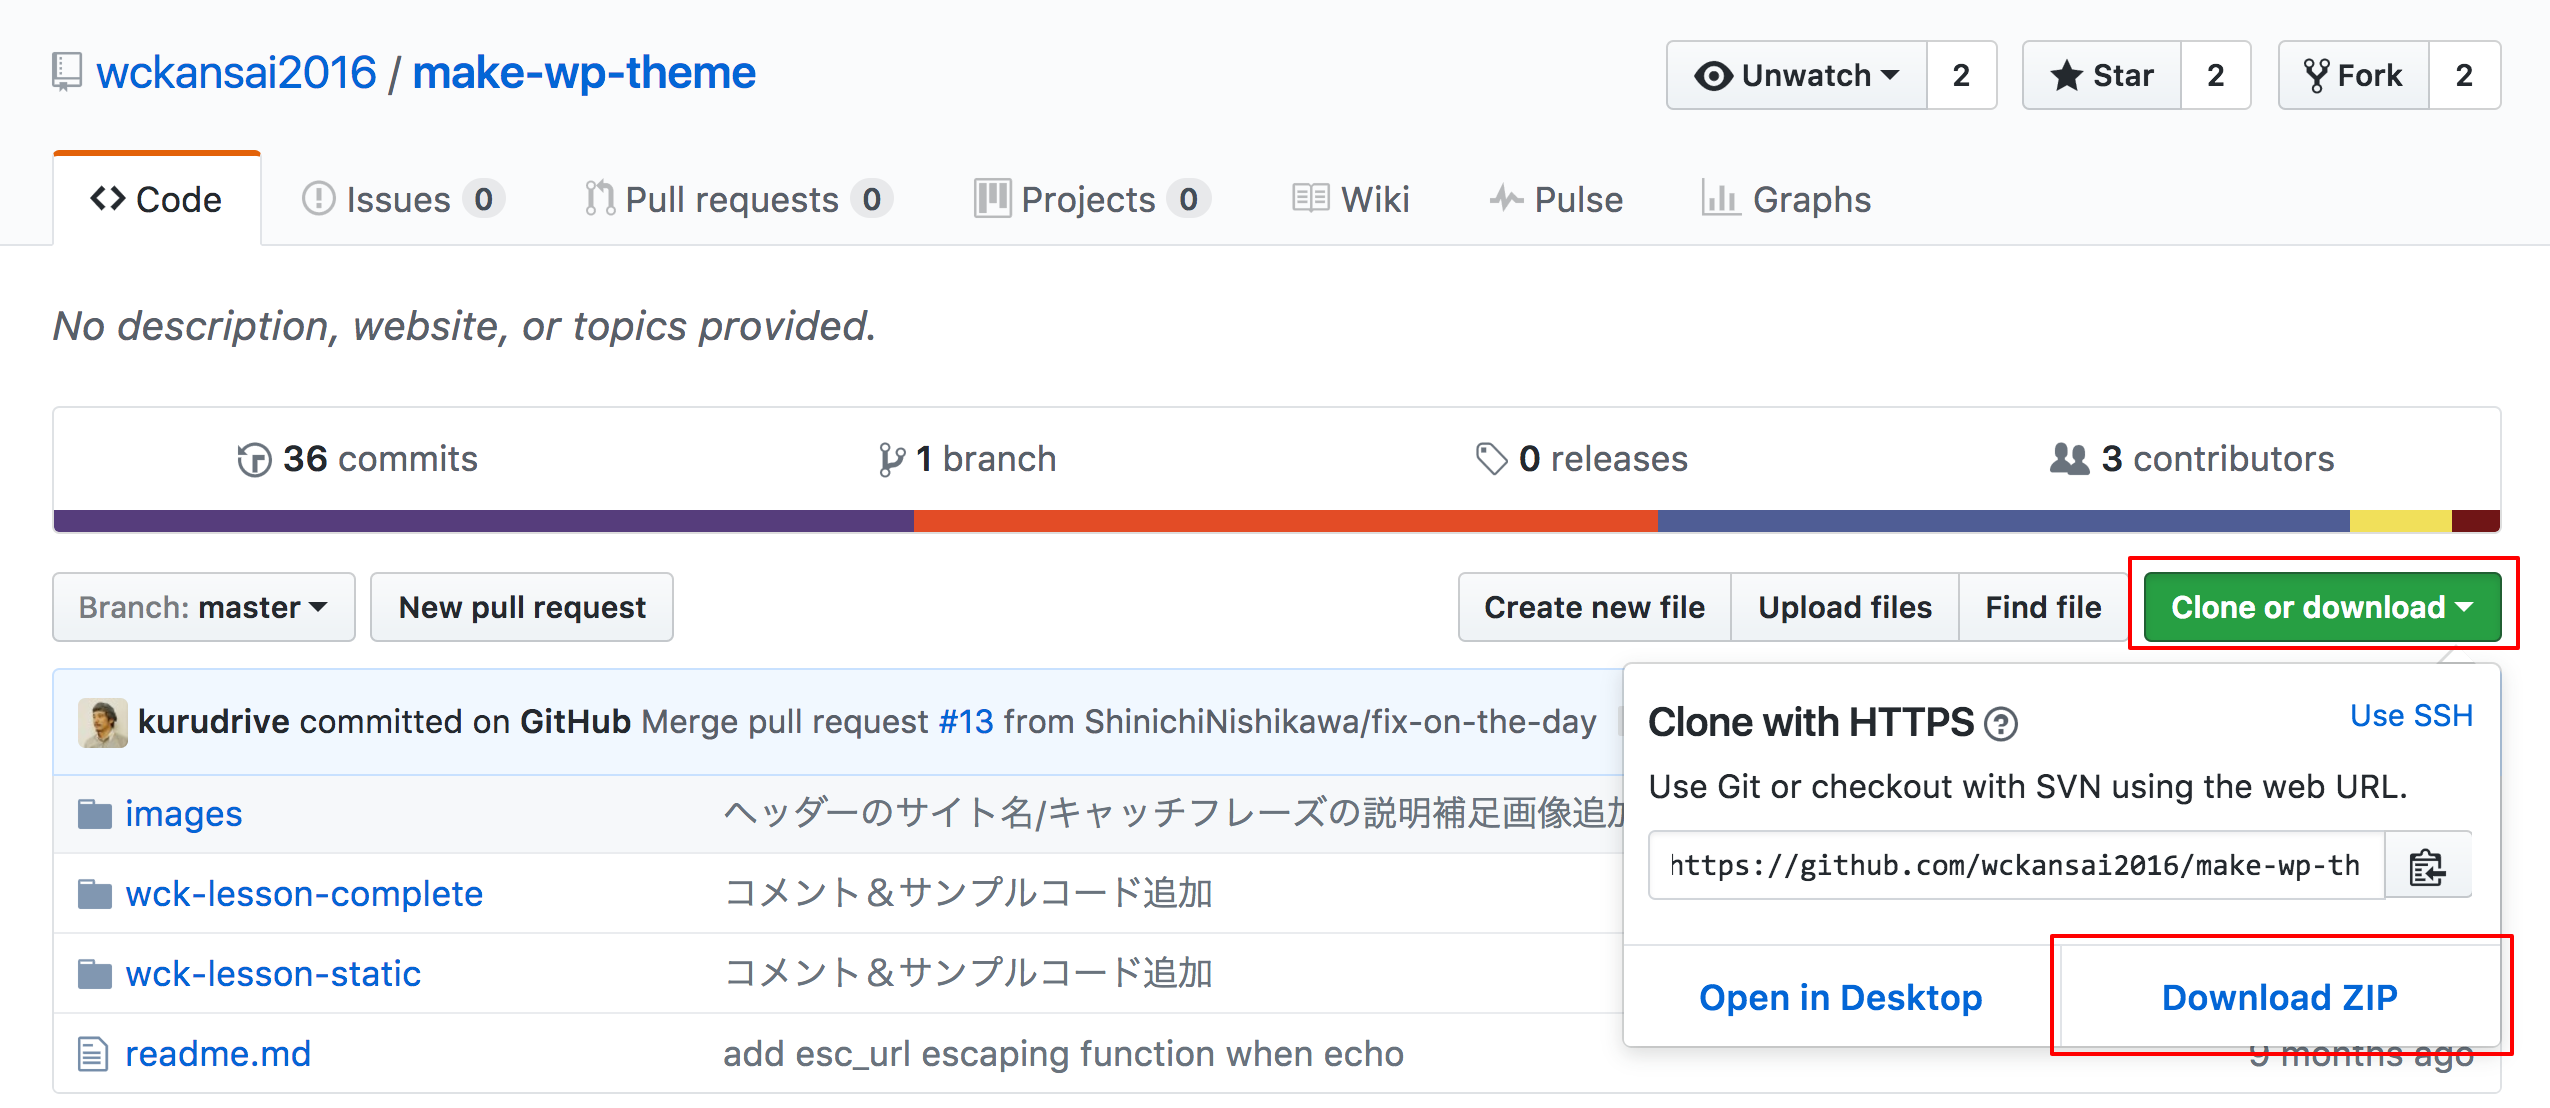 wckansai2016 / make-wp-theme
Unwatch 2
Star 2
Fork 2
Code
Issues 0
Pull requests 0
Projects 0
Wiki
Pulse
Graphs
No description, website, or topics provided.
36 commits
1 branch
0 releases
3 contributors
Branch: master
New pull request
Create new file
Upload files
Find file
Clone or download
kurudrive committed on GitHub Merge pull request #13 from ShinichiNishikawa/fix-on-the-day
images
ヘッダーのサイト名/キャッチフレーズの説明補足画像追加
wck-lesson-complete
コメント＆サンプルコード追加
wck-lesson-static
コメント＆サンプルコード追加
readme.md
add esc_url escaping function when echo
9 months ago
Clone with HTTPS
Use SSH
Use Git or checkout with SVN using the web URL.
https://github.com/wckansai2016/make-wp-th
Open in Desktop
Download ZIP